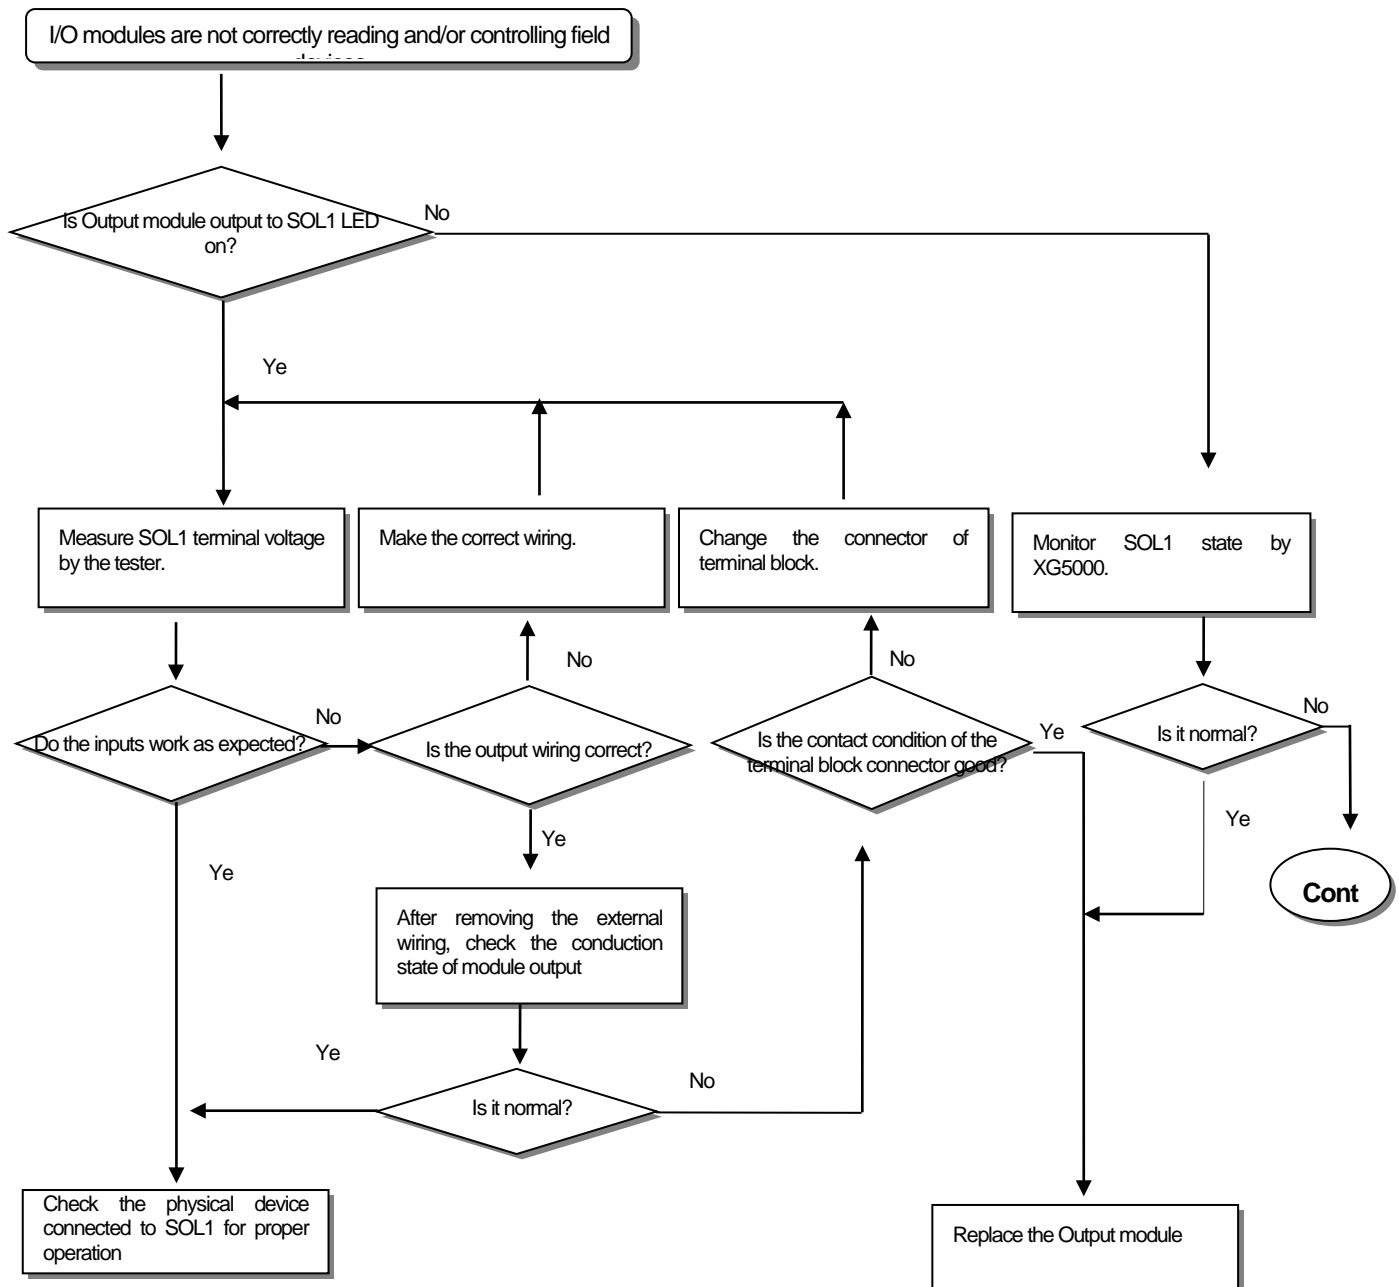 I/O modules are not correctly reading and/or controlling field
Is Output module output to SOL1 LED
on?
No
Ye
Measure SOL1 terminal voltage
by the tester.
Make the correct wiring.
Change the connector of
terminal block.
Monitor SOL1 state by
XG5000.
No
No
Do the inputs work as expected?
No
Is the output wiring correct?
Is the contact condition of the
terminal block connector good?
Ye
Is it normal?
No
Ye
Ye
Ye
Cont
After removing the external
wiring, check the conduction
state of module output
Ye
Is it normal?
No
Check the physical device
connected to SOL1 for proper
operation
Replace the Output module